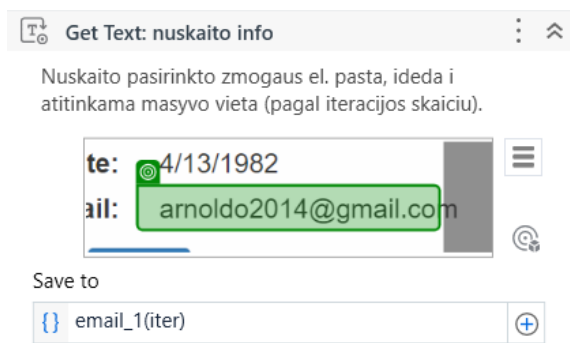 Get Text: nuskaito info
Nuskaito pasirinkto zmogaus el. pasta, ideda i
atitinkama masyvo vieta (pagal iteracijos skaiciu).
te: 4/13/1982
ail: arnoldo2014@gmail.com
Save to
{} email_1(iter)